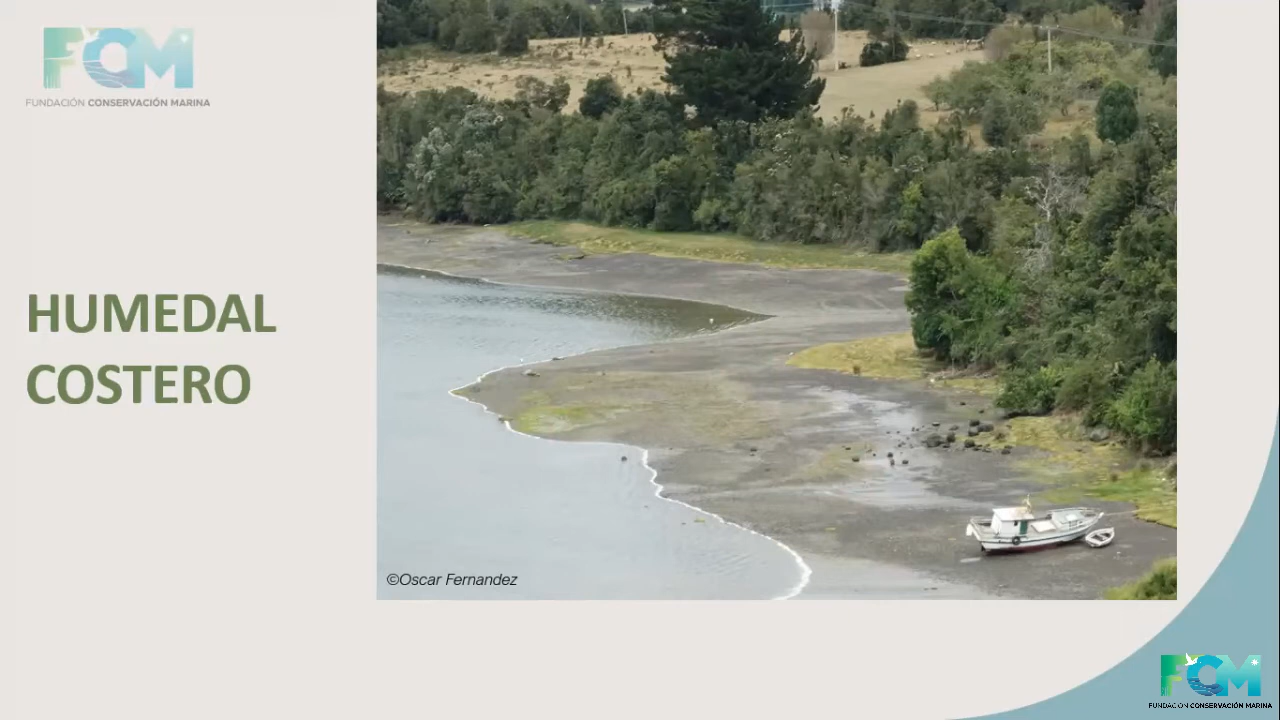 FCM
FUNDACIÓN CONSERVACIÓN MARINA
HUMEDAL
COSTERO
©Oscar Fernandez
FCM
FUNDACIÓN CONSERVACIÓN MARINA